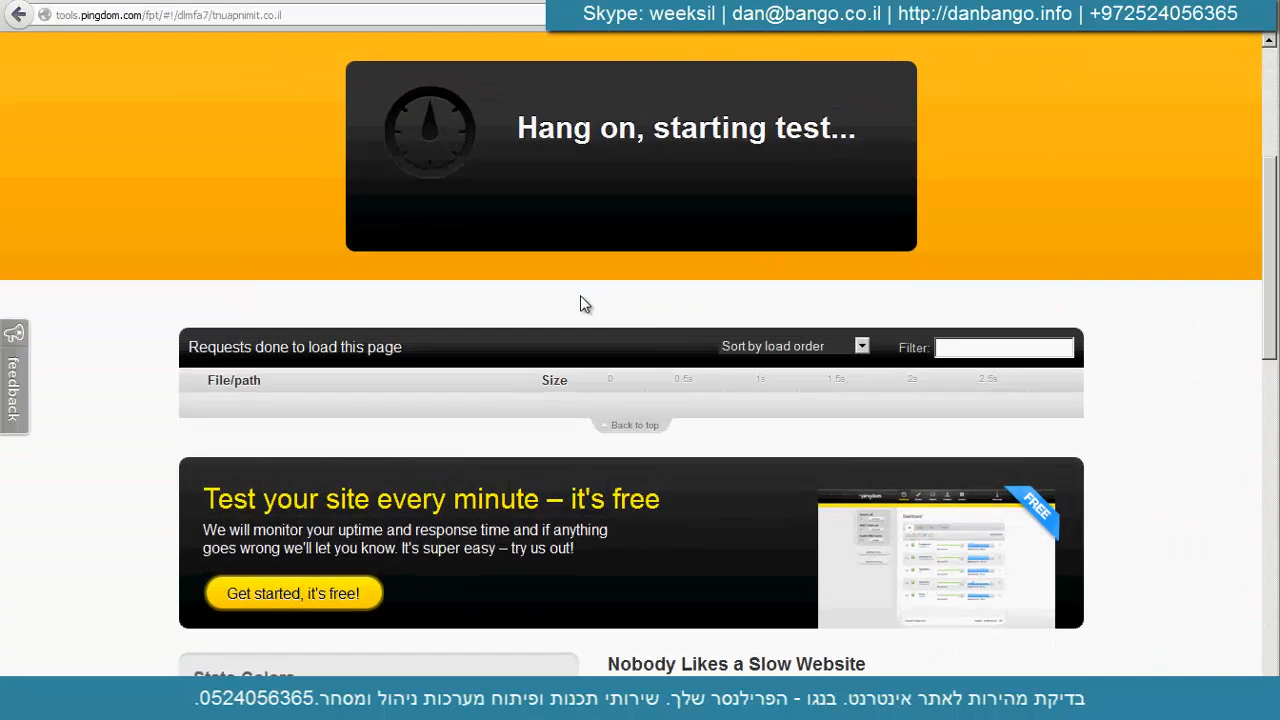 tools.pingdom.com/fpt/#!/dlmfa7/tnuapnimit.co.il
Skype: weeksil | dan@bango.co.il | http://danbango.info | +972524056365
Hang on, starting test...
feedback
Requests done to load this page
Sort by load order
Filter:
File/path Size 0 0.5s 1s 1.5s 2s 2.5s
Back to top
Test your site every minute – it's free
We will monitor your uptime and response time and if anything
goes wrong we'll let you know. It's super easy – try us out!
Get started, it's free!
pingdom
FREE
Nobody Likes a Slow Website
בדיקת מהירות לאתר אינטרנט. בנגו - הפרילנסר שלך. שירותי תכנות ופיתוח מערכות ניהול ומסחר.0524056365.